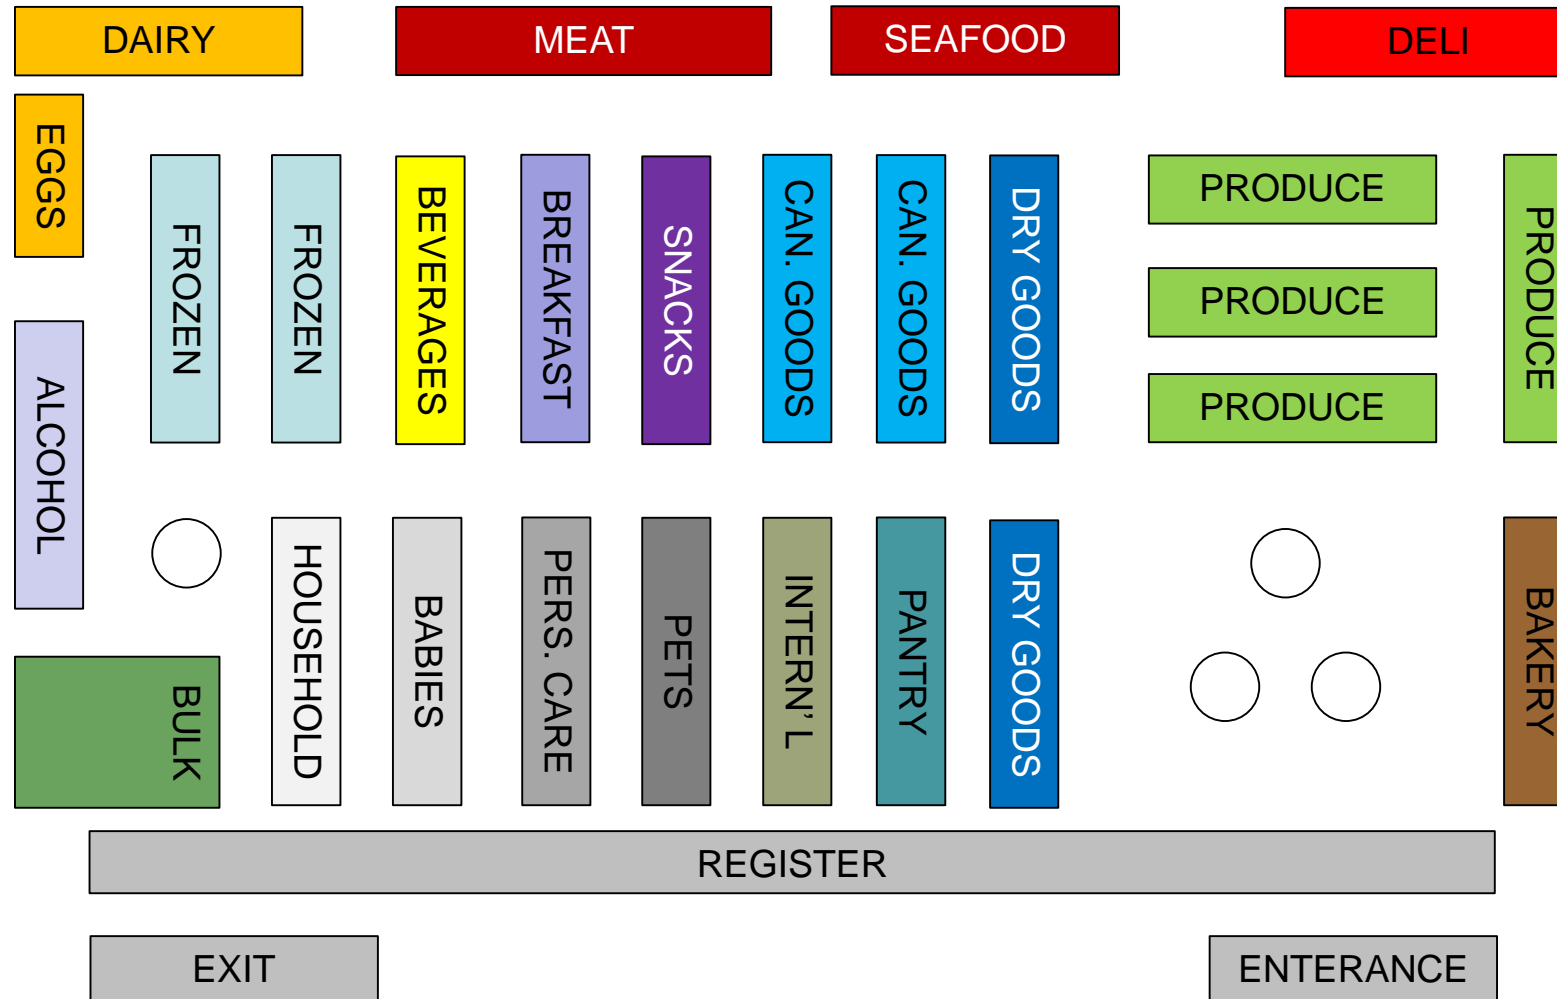 DAIRY
MEAT
SEAFOOD
DELI
EGGS
FROZEN
FROZEN
BEVERAGES
BREAKFAST
SNACKS
CAN. GOODS
CAN. GOODS
DRY GOODS
PRODUCE
PRODUCE
PRODUCE
PRODUCE
ALCOHOL
HOUSEHOLD
BABIES
PERS. CARE
PETS
INTERN' L
PANTRY
DRY GOODS
BAKERY
BULK
REGISTER
EXIT
ENTERANCE